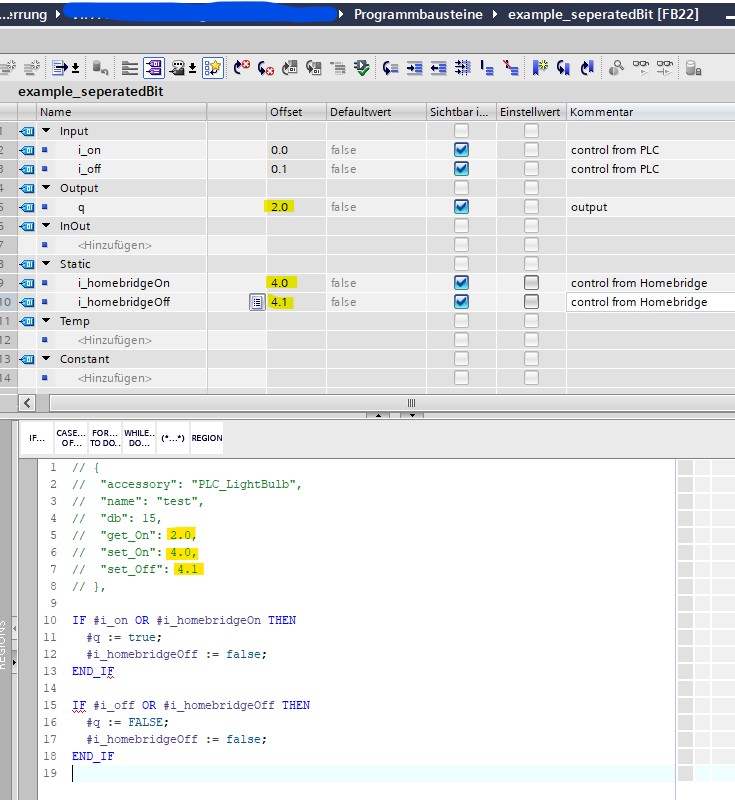 ...errung Programmbausteine example_seperatedBit [FB22]
example_seperatedBit
Name Offset Defaultwert Sichtbar i... Einstellwert Kommentar
1 Input
2 i_on 0.0 false control from PLC
3 i_off 0.1 false control from PLC
4 Output
5 q 2.0 false output
6 InOut
7 <Hinzufügen>
8 Static
9 i_homebridgeOn 4.0 false control from Homebridge
10 i_homebridgeOff 4.1 false control from Homebridge
11 Temp
12 <Hinzufügen>
13 Constant
14 <Hinzufügen>
IF... CASE... OF... FOR... TO DO... WHILE.. DO... (*...*) REGION
REGIONS
1 // {
2 //  "accessory": "PLC_LightBulb",
3 //  "name": "test",
4 //  "db": 15,
5 //  "get_On": 2.0,
6 //  "set_On": 4.0,
7 //  "set_Off": 4.1
8 // },
9
10 IF #i_on OR #i_homebridgeOn THEN
11   #q := true;
12   #i_homebridgeOff := false;
13 END_IF
14
15 IF #i_off OR #i_homebridgeOff THEN
16   #q := FALSE;
17   #i_homebridgeOff := false;
18 END_IF
19